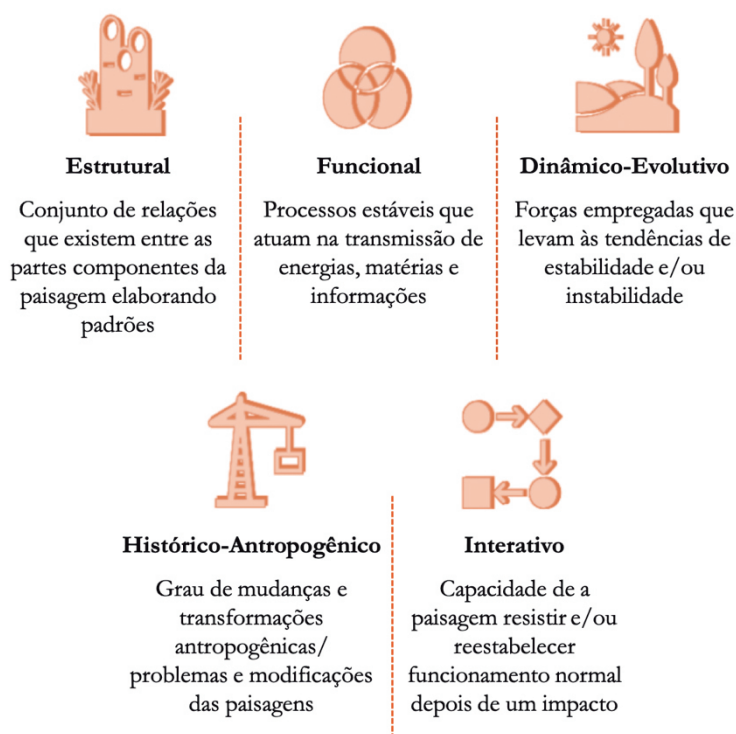 Estrutural
Conjunto de relações
que existem entre as
partes componentes da
paisagem elaborando
padrões
Funcional
Processos estáveis que
atuam na transmissão de
energias, matérias e
informações
Dinâmico-Evolutivo
Forças empregadas que
levam às tendências de
estabilidade e/ou
instabilidade
Histórico-Antropogênico
Grau de mudanças e
transformações
antropogênicas/
problemas e modificações
das paisagens
Interativo
Capacidade de a
paisagem resistir e/ou
reestabelecer
funcionamento normal
depois de um impacto